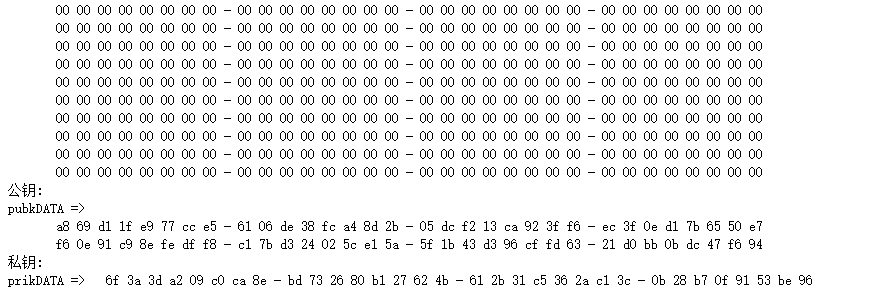 00 00 00 00 00 00 00 00 - 00 00 00 00 00 00 00 00 - 00 00 00 00 00 00 00 00 - 00 00 00 00 00 00 00 00
00 00 00 00 00 00 00 00 - 00 00 00 00 00 00 00 00 - 00 00 00 00 00 00 00 00 - 00 00 00 00 00 00 00 00
00 00 00 00 00 00 00 00 - 00 00 00 00 00 00 00 00 - 00 00 00 00 00 00 00 00 - 00 00 00 00 00 00 00 00
00 00 00 00 00 00 00 00 - 00 00 00 00 00 00 00 00 - 00 00 00 00 00 00 00 00 - 00 00 00 00 00 00 00 00
00 00 00 00 00 00 00 00 - 00 00 00 00 00 00 00 00 - 00 00 00 00 00 00 00 00 - 00 00 00 00 00 00 00 00
00 00 00 00 00 00 00 00 - 00 00 00 00 00 00 00 00 - 00 00 00 00 00 00 00 00 - 00 00 00 00 00 00 00 00
00 00 00 00 00 00 00 00 - 00 00 00 00 00 00 00 00 - 00 00 00 00 00 00 00 00 - 00 00 00 00 00 00 00 00
00 00 00 00 00 00 00 00 - 00 00 00 00 00 00 00 00 - 00 00 00 00 00 00 00 00 - 00 00 00 00 00 00 00 00
00 00 00 00 00 00 00 00 - 00 00 00 00 00 00 00 00 - 00 00 00 00 00 00 00 00 - 00 00 00 00 00 00 00 00
00 00 00 00 00 00 00 00 - 00 00 00 00 00 00 00 00 - 00 00 00 00 00 00 00 00 - 00 00 00 00 00 00 00 00
公钥:
pubkDATA =>
a8 69 d1 1f e9 77 cc e5 - 61 06 de 38 fc a4 8d 2b - 05 dc f2 13 ca 92 3f f6 - ec 3f 0e d1 7b 65 50 e7
f6 0e 91 c9 8e fe df f8 - c1 7b d3 24 02 5c e1 5a - 5f 1b 43 d3 96 cf fd 63 - 21 d0 bb 0b dc 47 f6 94
私钥:
prikDATA => 6f 3a 3d a2 09 c0 ca 8e - bd 73 26 80 b1 27 62 4b - 61 2b 31 c5 36 2a c1 3c - 0b 28 b7 0f 91 53 be 96